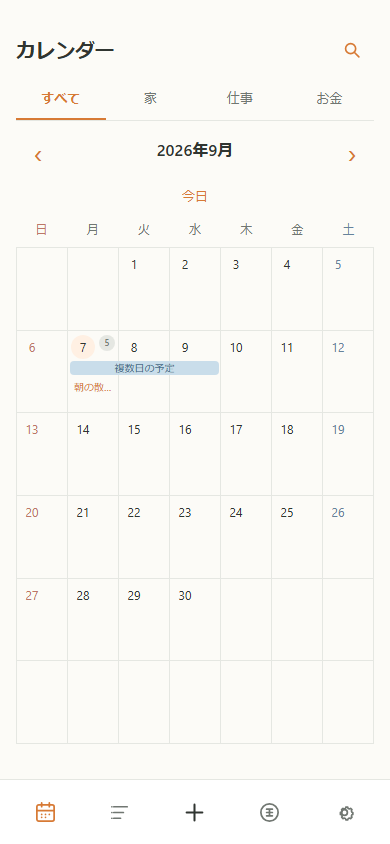 カレンダー
すべて 家 仕事 お金
‹ 2026年9月 ›
今日
日 月 火 水 木 金 土
1 2 3 4 5
6 7 5 8 9 10 11 12
複数日の予定
朝の散...
13 14 15 16 17 18 19
20 21 22 23 24 25 26
27 28 29 30